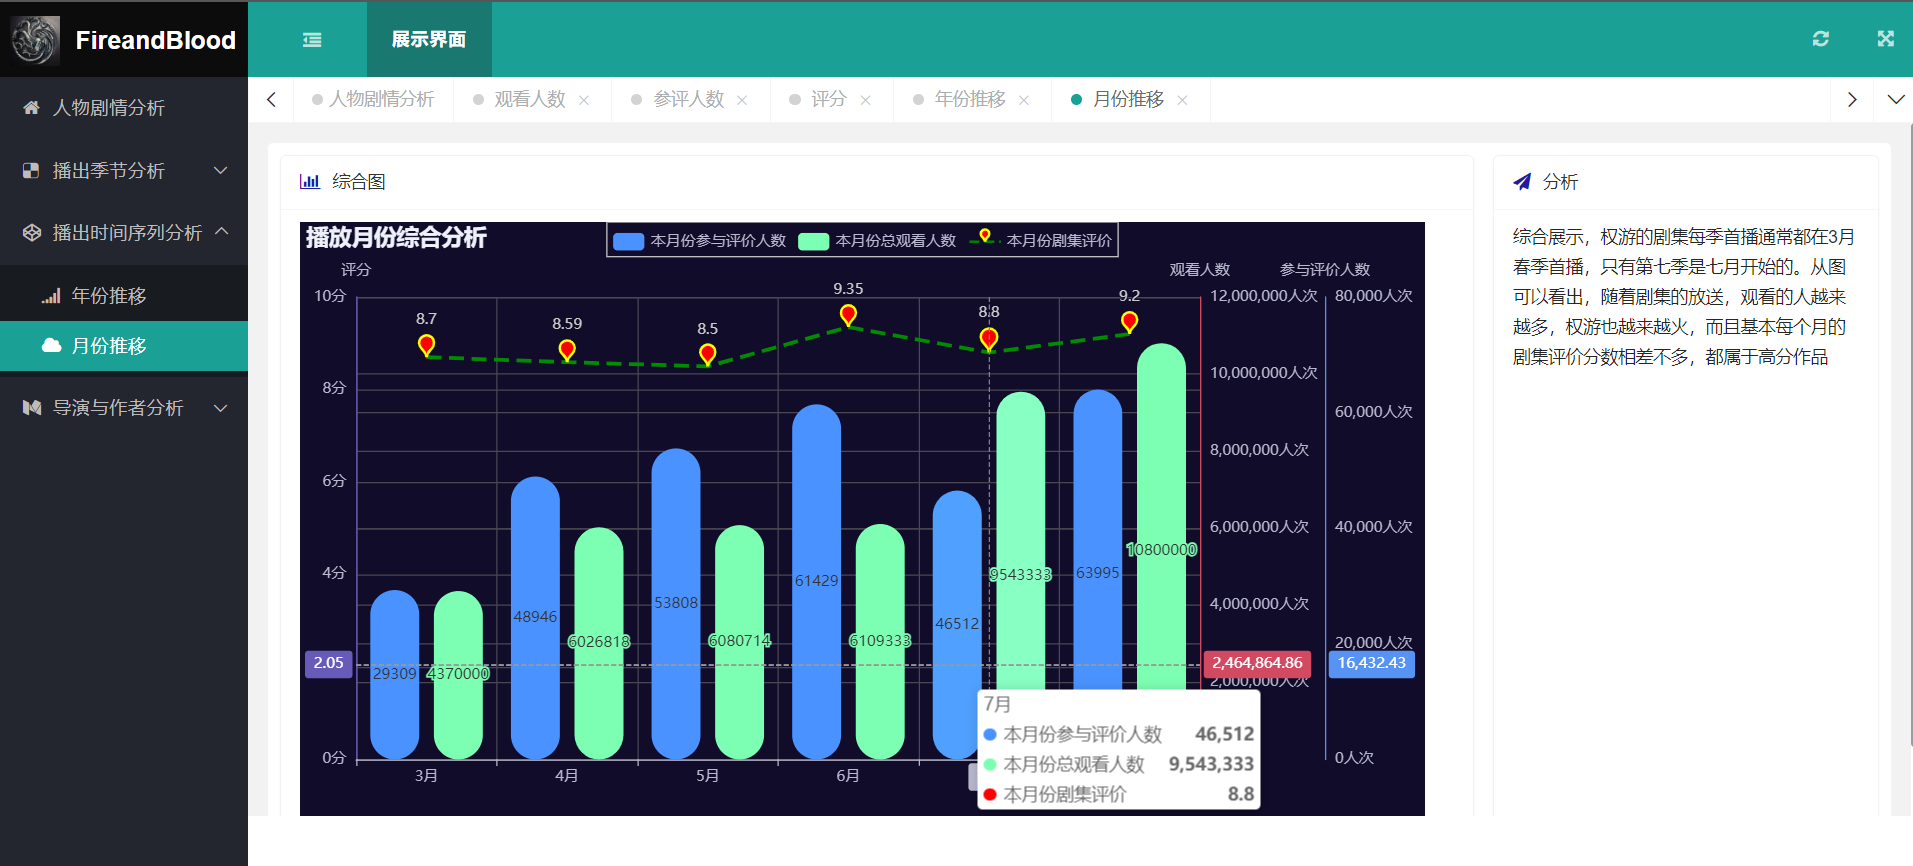 FireandBlood
展示界面
人物剧情分析
观看人数
参评人数
评分
年份推移
月份推移
人物剧情分析
播出季节分析
播出时间序列分析
年份推移
月份推移
导演与作者分析
综合图
播放月份综合分析
本月份参与评价人数
本月份总观看人数
本月份剧集评价
评分
观看人数
参与评价人数
10分
8分
6分
4分
2.05
0分
8.7
8.59
8.5
9.35
8.8
9.2
29309
4370000
48946
6026818
53808
6080714
61429
6109333
46512
9543333
63995
10800000
3月
4月
5月
6月
12,000,000人次
10,000,000人次
8,000,000人次
6,000,000人次
4,000,000人次
2,464,864.86
2,000,000人次
80,000人次
60,000人次
40,000人次
20,000人次
16,432.43
0人次
7月
本月份参与评价人数 46,512
本月份总观看人数 9,543,333
本月份剧集评价 8.8
分析
综合展示，权游的剧集每季首播通常都在3月
春季首播，只有第七季是七月开始的。从图
可以看出，随着剧集的放送，观看的人越来
越多，权游也越来越火，而且基本每个月的
剧集评价分数相差不多，都属于高分作品